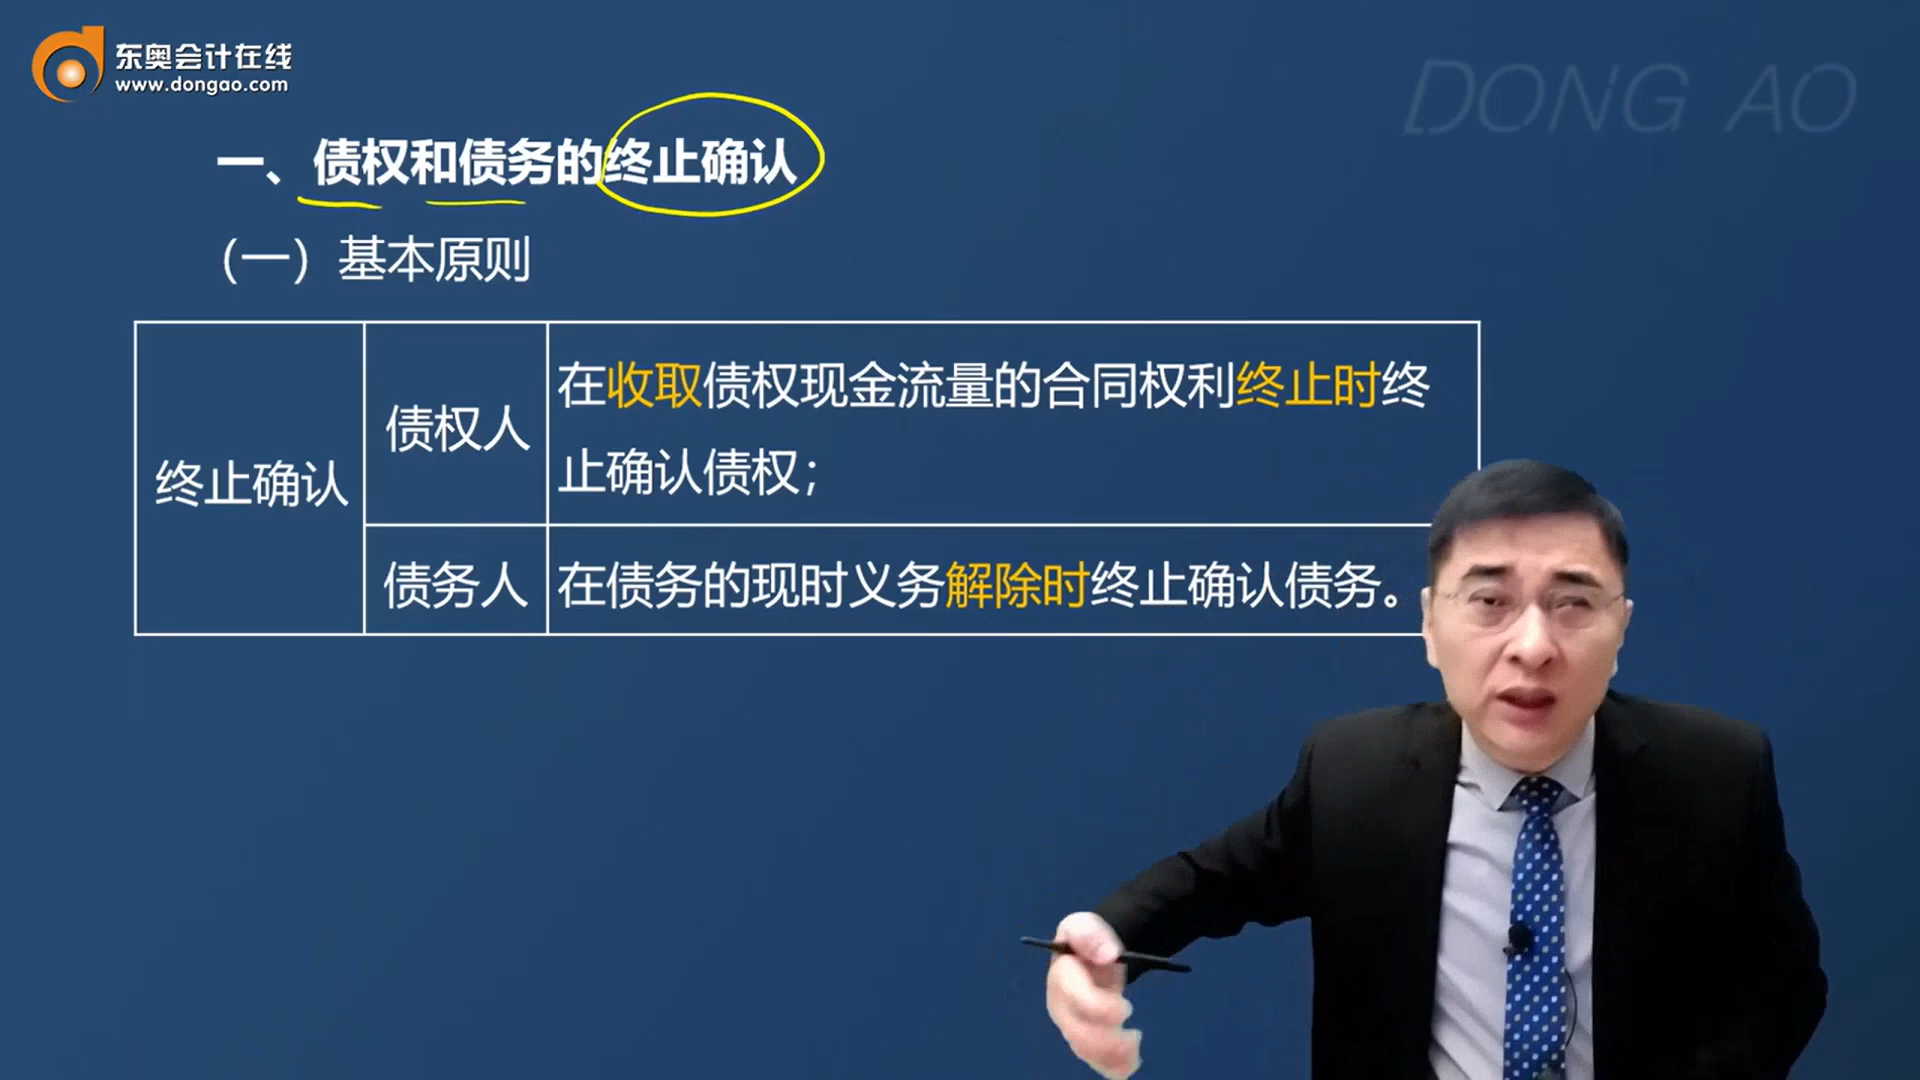 东奥会计在线
www.dongao.com
DONG AO
一、债权和债务的终止确认
（一）基本原则
终止确认
债权人
在收取债权现金流量的合同权利终止时终
止确认债权；
债务人
在债务的现时义务解除时终止确认债务。